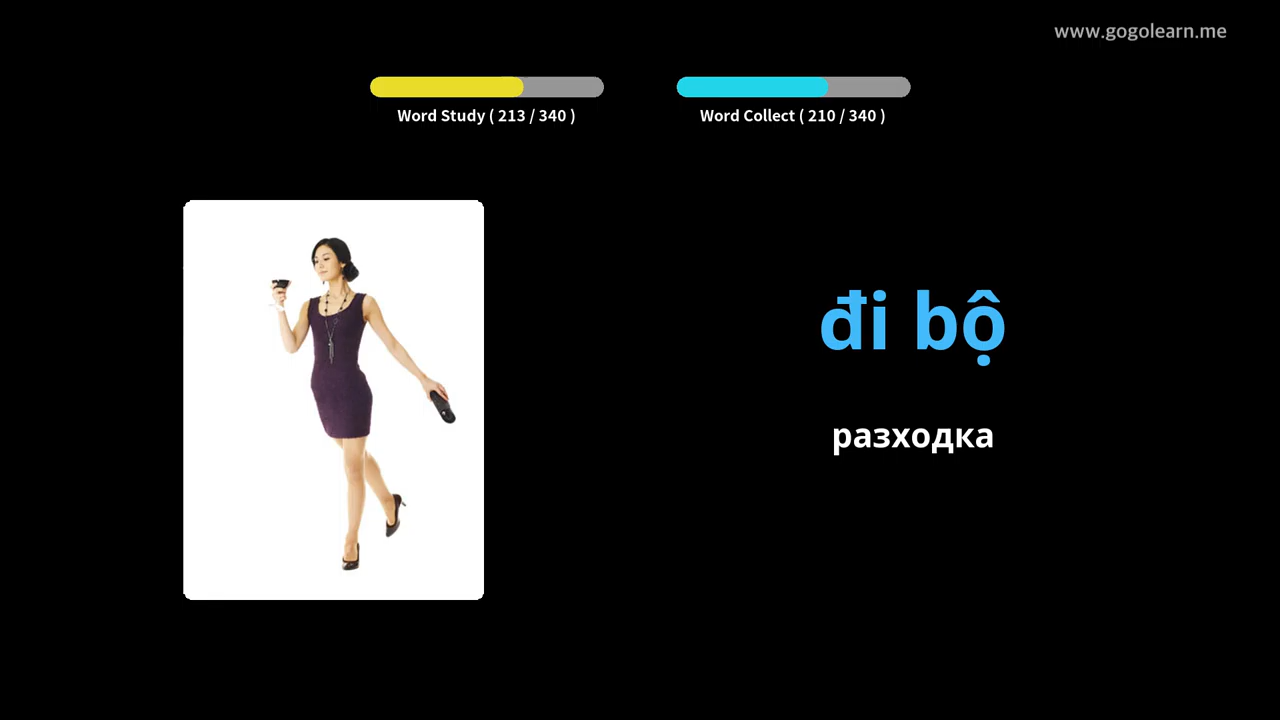 www.gogolearn.me
Word Study ( 213 / 340 )
Word Collect ( 210 / 340 )
đi bộ
разходка